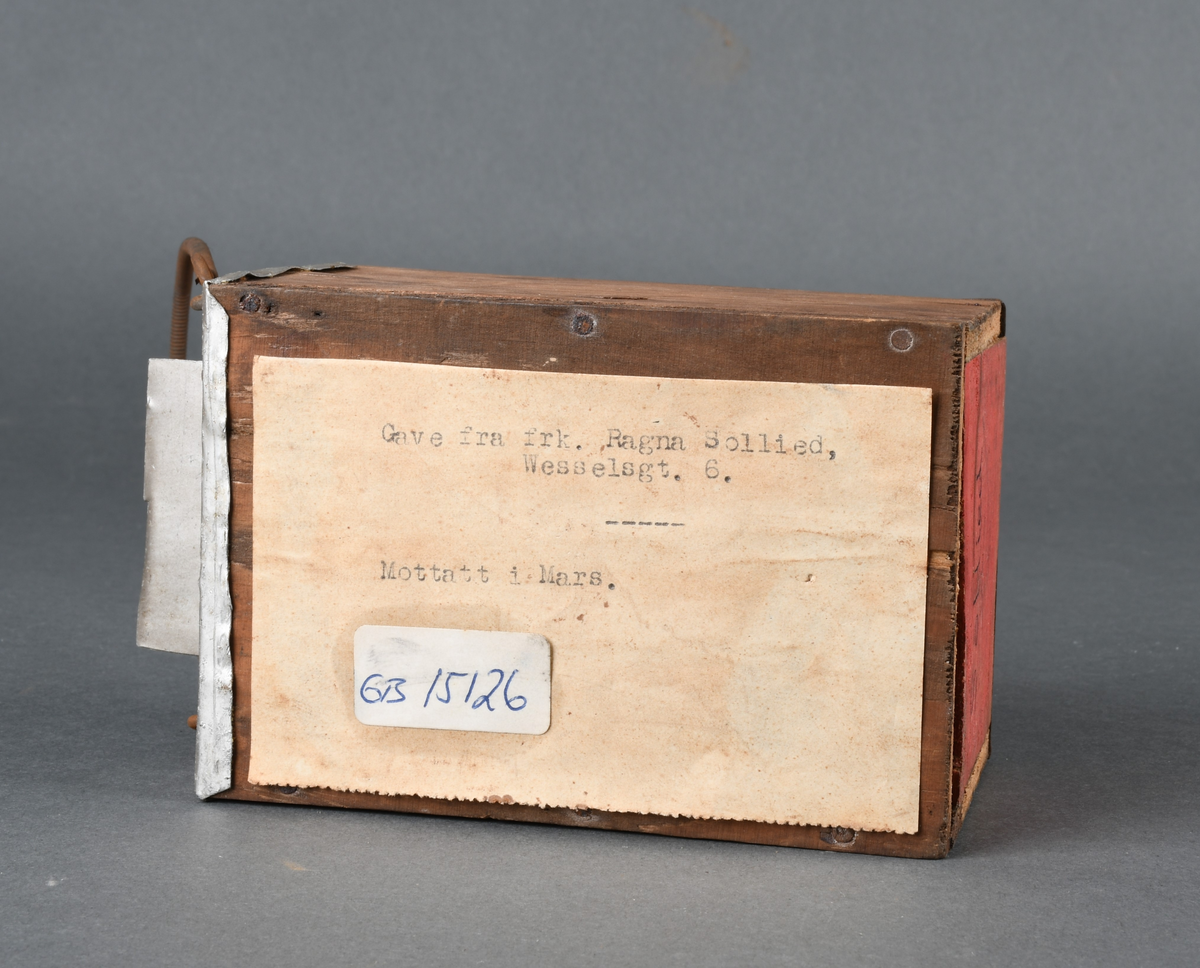 Gave fra frk. Ragna Sollied,
Wesselsgt. 6.
-----
Mottatt i Mars.
GB 15126